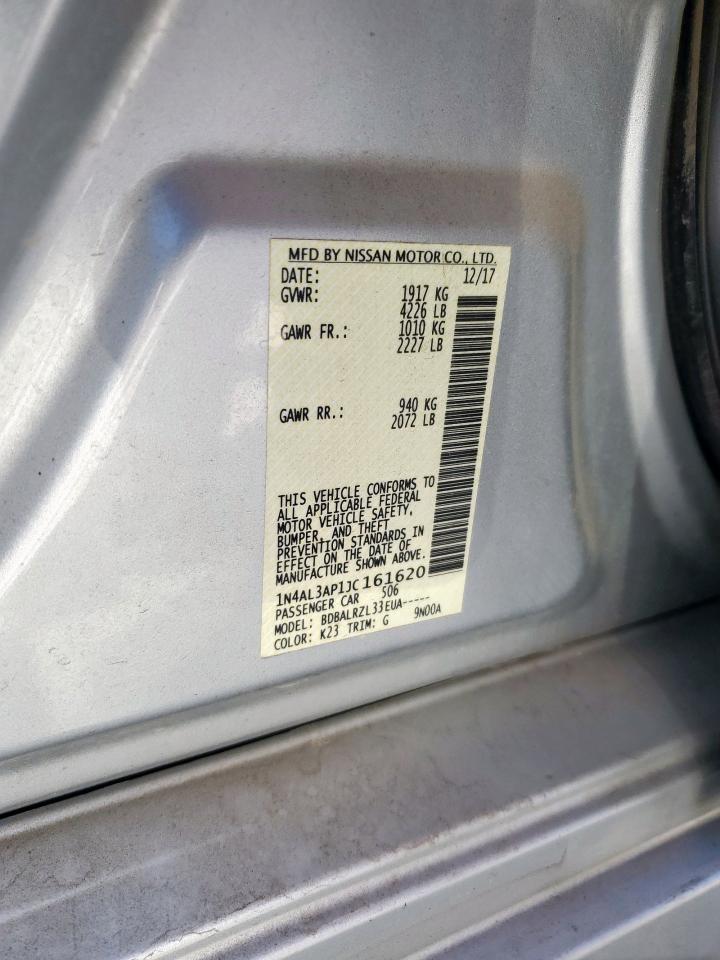 MFD BY NISSAN MOTOR CO., LTD.
DATE: 12/17
GVWR: 1917 KG
4226 LB
GAWR FR.: 1010 KG
2227 LB
GAWR RR.: 940 KG
2072 LB
THIS VEHICLE CONFORMS TO
ALL APPLICABLE FEDERAL
MOTOR VEHICLE SAFETY,
BUMPER, AND THEFT
PREVENTION STANDARDS IN
EFFECT ON THE DATE OF
MANUFACTURE SHOWN ABOVE.
1N4AL3AP1JC161620
PASSENGER CAR 506
MODEL: BDBALRZL33EUA-----
COLOR: K23 TRIM: G 9N00A